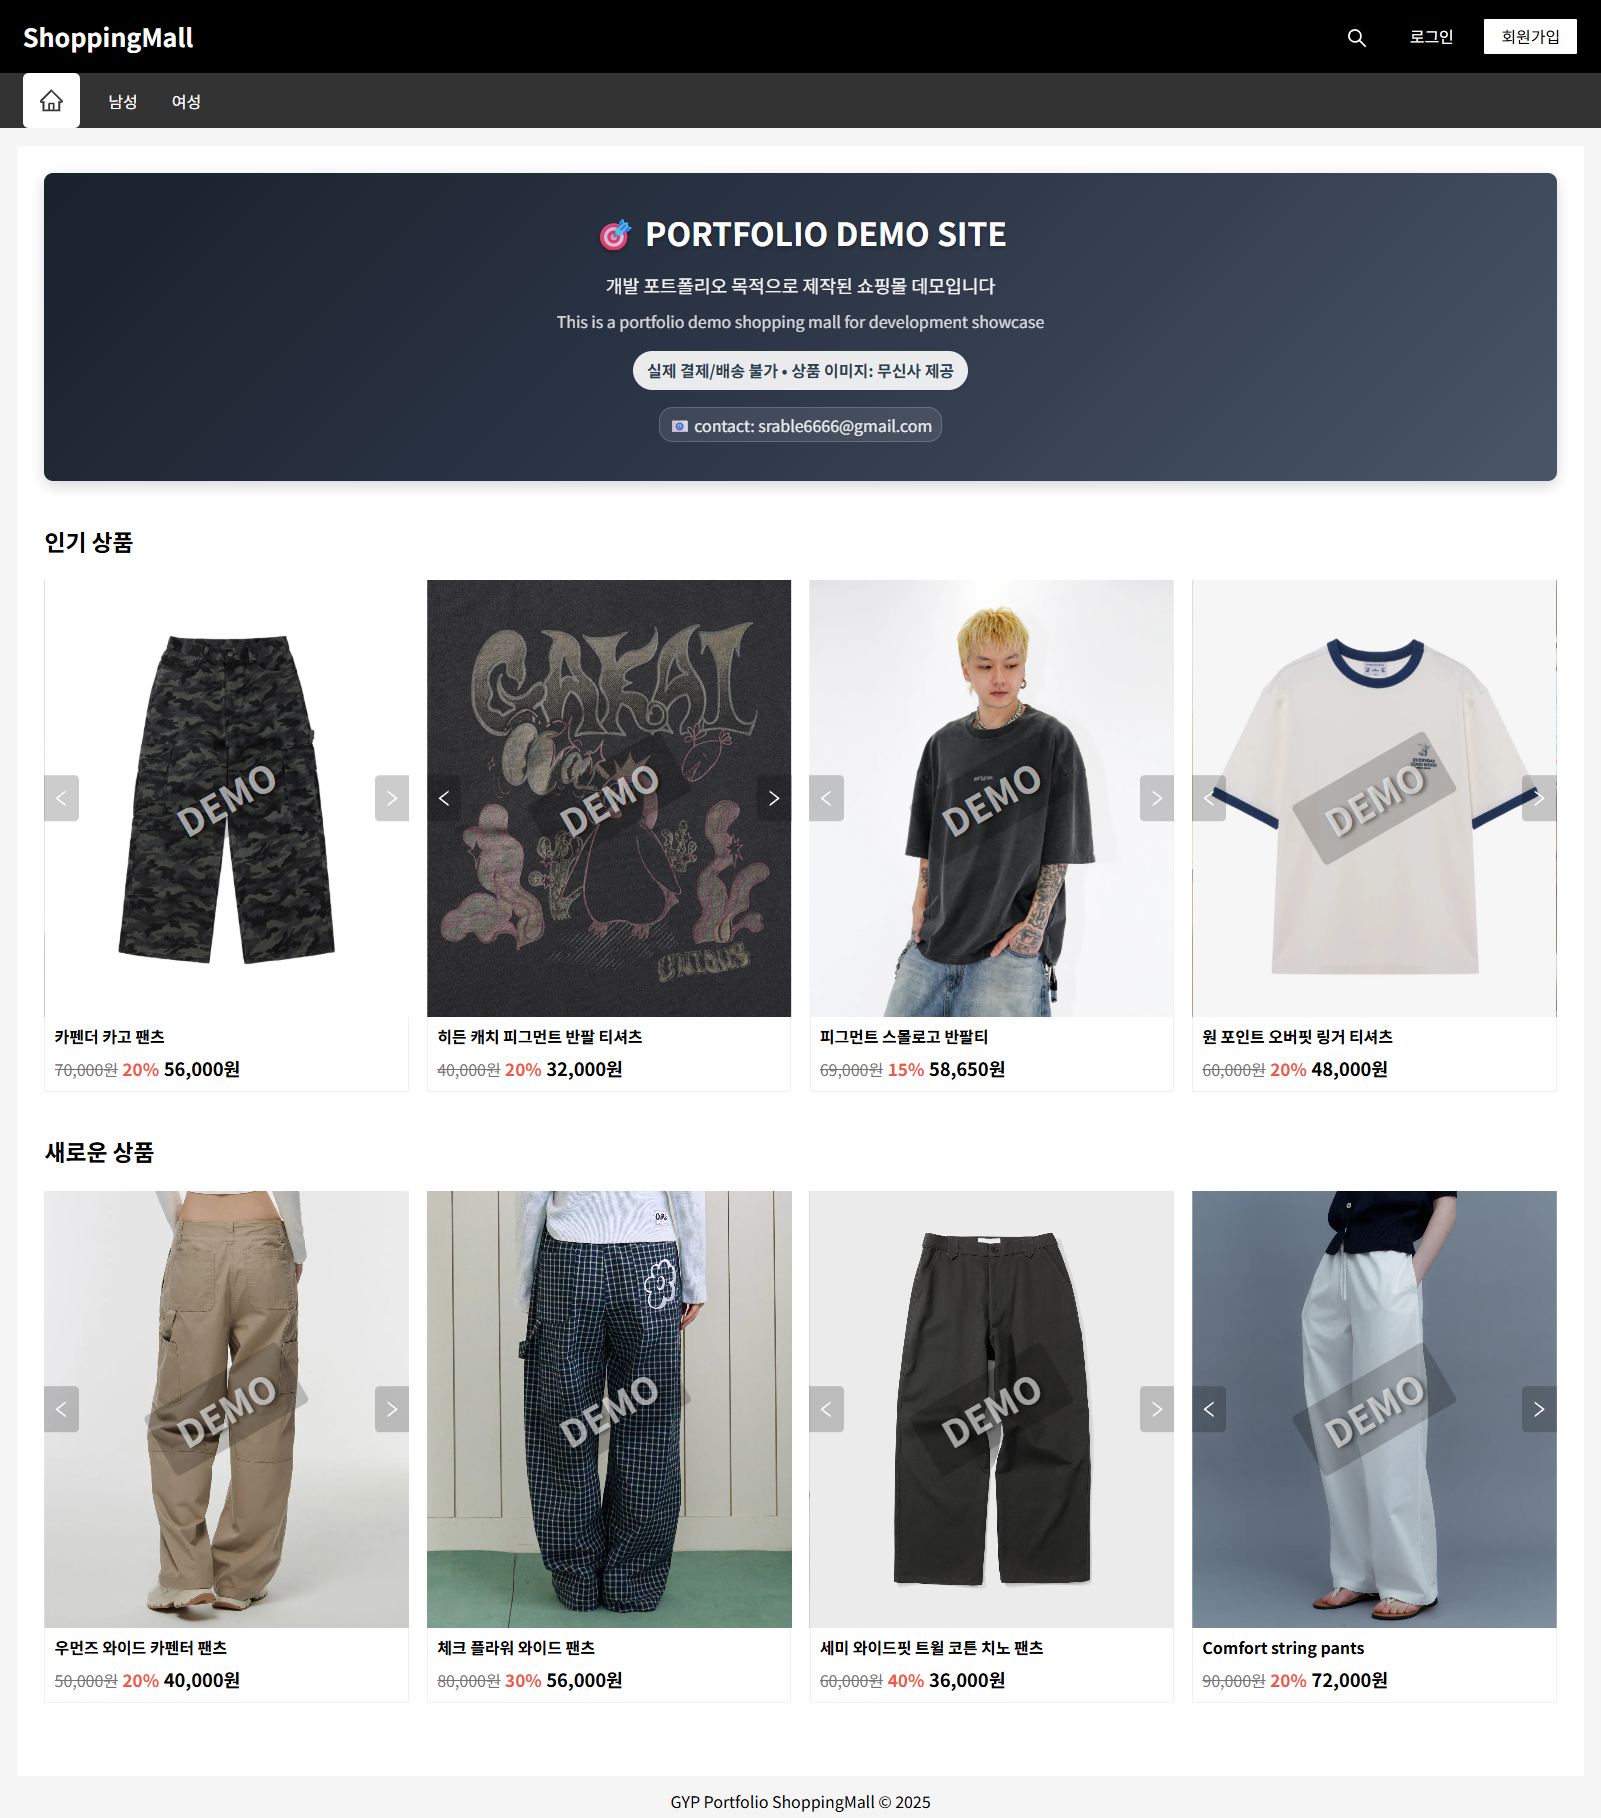 ShoppingMall
로그인
회원가입
남성
여성
🎯 PORTFOLIO DEMO SITE
개발 포트폴리오 목적으로 제작된 쇼핑몰 데모입니다
This is a portfolio demo shopping mall for development showcase
실제 결제/배송 불가 • 상품 이미지: 무신사 제공
📧 contact: srable6666@gmail.com
인기 상품
DEMO
GAKAI
DEMO
DEMO
EVERYDAY
GOOD MOOD
DEMO
카펜더 카고 팬츠
70,000원 20% 56,000원
히든 캐치 피그먼트 반팔 티셔츠
40,000원 20% 32,000원
피그먼트 스몰로고 반팔티
69,000원 15% 58,650원
원 포인트 오버핏 링거 티셔츠
60,000원 20% 48,000원
새로운 상품
DEMO
DEMO
DEMO
DEMO
우먼즈 와이드 카펜터 팬츠
50,000원 20% 40,000원
체크 플라워 와이드 팬츠
80,000원 30% 56,000원
세미 와이드핏 트윌 코튼 치노 팬츠
60,000원 40% 36,000원
Comfort string pants
90,000원 20% 72,000원
GYP Portfolio ShoppingMall © 2025